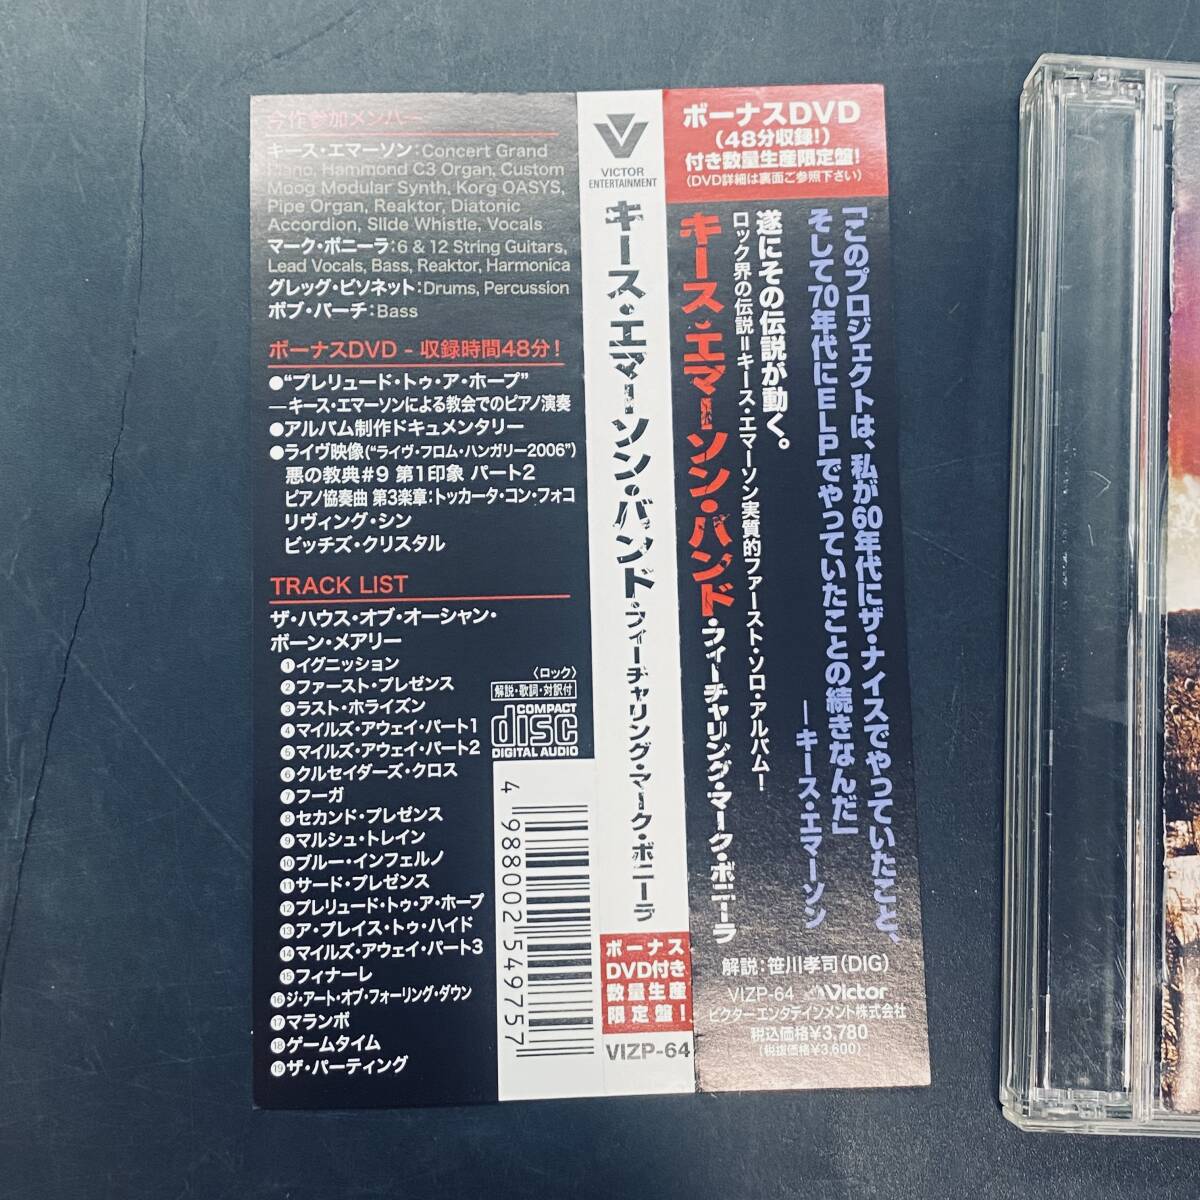 今作参加メンバー
キース・エマーソン：Concert Grand
Piano, Hammond C3 Organ, Custom
Moog Modular Synth, Korg OASYS,
Pipe Organ, Reaktor, Diatonic
Accordion, Slide Whistle, Vocals
マーク・ボニーラ：6 & 12 String Guitars,
Lead Vocals, Bass, Reaktor, Harmonica
グレッグ・ビソネット：Drums, Percussion
ボブ・バーチ：Bass
ボーナスDVD - 収録時間48分！
●“プレリュード・トゥ・ア・ホープ”
—キース・エマーソンによる教会でのピアノ演奏
●アルバム制作ドキュメンタリー
●ライヴ映像(“ライヴ・フロム・ハンガリー2006”)
悪の教典#9 第1印象 パート2
ピアノ協奏曲 第3楽章：トッカータ・コン・フォコ
リヴィング・シン
ビッチズ・クリスタル
TRACK LIST
ザ・ハウス・オブ・オーシャン・
ボーン・メアリー
①イグニッション
②ファースト・プレゼンス
③ラスト・ホライズン
④マイルズ・アウェイ・パート1
⑤マイルズ・アウェイ・パート2
⑥クルセイダーズ・クロス
⑦フーガ
⑧セカンド・プレゼンス
⑨マルシュ・トレイン
⑩ブルー・インフェルノ
⑪サード・プレゼンス
⑫プレリュード・トゥ・ア・ホープ
⑬ア・プレイス・トゥ・ハイド
⑭マイルズ・アウェイ・パート3
⑮フィナーレ
⑯ジ・アート・オブ・フォーリング・ダウン
⑰マランボ
⑱ゲームタイム
⑲ザ・パーティング
〈ロック〉
解説・歌詞・対訳付
COMPACT
disc
DIGITAL AUDIO
4 988002 549757
VICTOR
ENTERTAINMENT
キース・エマーソン・バンド・フィーチャリング・マーク・ボニーラ
ボーナス
DVD付き
数量生産
限定盤！
VIZP-64
ボーナスDVD
(48分収録！)
付き数量生産限定盤！
(DVD詳細は裏面ご参照下さい)
「このプロジェクトは、私が60年代にザ・ナイスでやっていたこと、
そして70年代にELPでやっていたことの続きなんだ」
—キース・エマーソン
遂にその伝説が動く。
ロック界の伝説＝キース・エマーソン実質的ファースト・ソロ・アルバム！
キース・エマーソン・バンド・フィーチャリング・マーク・ボニーラ
解説：笹川孝司(DIG)
VIZP-64 Victor
ビクターエンタテインメント株式会社
税込価格¥3,780
(税抜価格¥3,600)